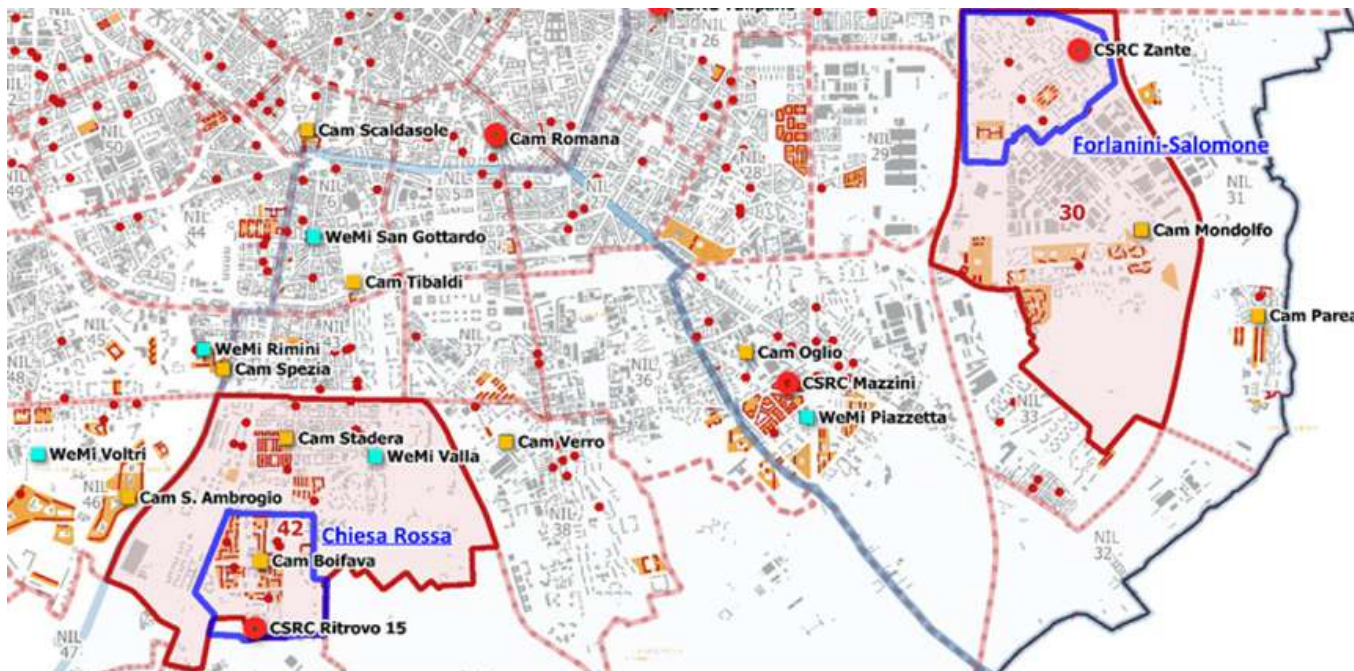 NIL
26
CSRC Zante
NIL
50
Cam Scaldasole
Cam Romana
Forlanini-Salomone
NIL
49
NIL
28
NIL
29
NIL
NIL
31
NIL
44
NIL
30
Cam Mondolfo
WeMi San Gottardo
Cam Tibaldi
Cam Parea
NIL
48
WeMi Rimini
Cam Spezia
NIL
37
NIL
36
Cam Oglio
CSRC Mazzini
WeMi Piazzetta
NIL
33
Cam Stadera
WeMi Valla
Cam Verro
WeMi Voltri
NIL
46
Cam S. Ambrogio
42
Chiesa Rossa
NIL
38
Cam Boifava
NIL
32
CSRC Ritrovo 15
NIL
47